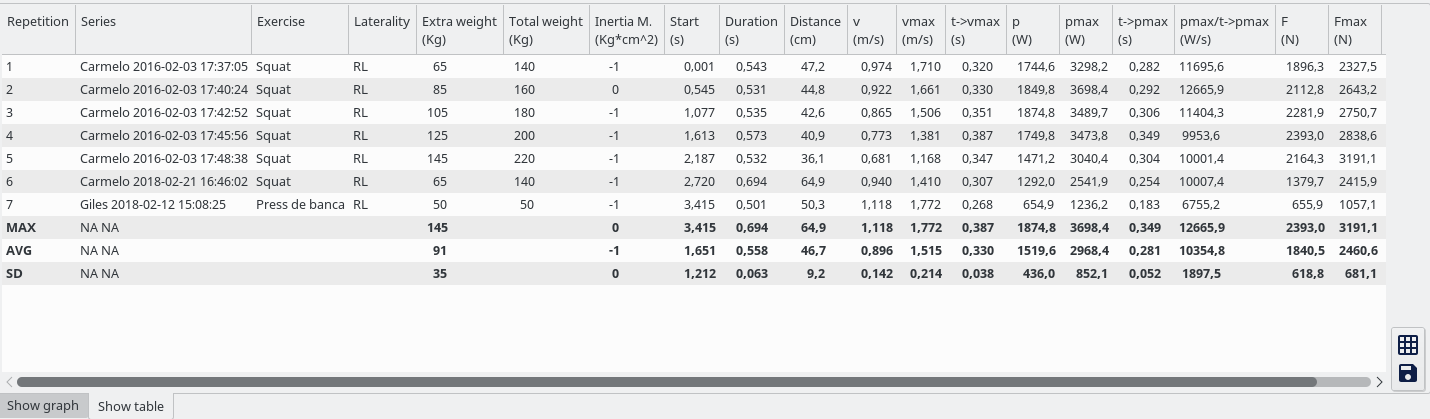 Repetition Series Exercise Laterality Extra weight (Kg) Total weight (Kg) Inertia M. (Kg*cm^2) Start (s) Duration (s) Distance (cm) v (m/s) vmax (m/s) t->vmax (s) p (W) pmax (W) t->pmax (s) pmax/t->pmax (W/s) F (N) Fmax (N)
1 Carmelo 2016-02-03 17:37:05 Squat RL 65 140 -1 0,001 0,543 47,2 0,974 1,710 0,320 1744,6 3298,2 0,282 11695,6 1896,3 2327,5
2 Carmelo 2016-02-03 17:40:24 Squat RL 85 160 0 0,545 0,531 44,8 0,922 1,661 0,330 1849,8 3698,4 0,292 12665,9 2112,8 2643,2
3 Carmelo 2016-02-03 17:42:52 Squat RL 105 180 -1 1,077 0,535 42,6 0,865 1,506 0,351 1874,8 3489,7 0,306 11404,3 2281,9 2750,7
4 Carmelo 2016-02-03 17:45:56 Squat RL 125 200 -1 1,613 0,573 40,9 0,773 1,381 0,387 1749,8 3473,8 0,349 9953,6 2393,0 2838,6
5 Carmelo 2016-02-03 17:48:38 Squat RL 145 220 -1 2,187 0,532 36,1 0,681 1,168 0,347 1471,2 3040,4 0,304 10001,4 2164,3 3191,1
6 Carmelo 2018-02-21 16:46:02 Squat RL 65 140 -1 2,720 0,694 64,9 0,940 1,410 0,307 1292,0 2541,9 0,254 10007,4 1379,7 2415,9
7 Giles 2018-02-12 15:08:25 Press de banca RL 50 50 -1 3,415 0,501 50,3 1,118 1,772 0,268 654,9 1236,2 0,183 6755,2 655,9 1057,1
MAX NA NA 145 0 3,415 0,694 64,9 1,118 1,772 0,387 1874,8 3698,4 0,349 12665,9 2393,0 3191,1
AVG NA NA 91 -1 1,651 0,558 46,7 0,896 1,515 0,330 1519,6 2968,4 0,281 10354,8 1840,5 2460,6
SD NA NA 35 0 1,212 0,063 9,2 0,142 0,214 0,038 436,0 852,1 0,052 1897,5 618,8 681,1
Show graph Show table